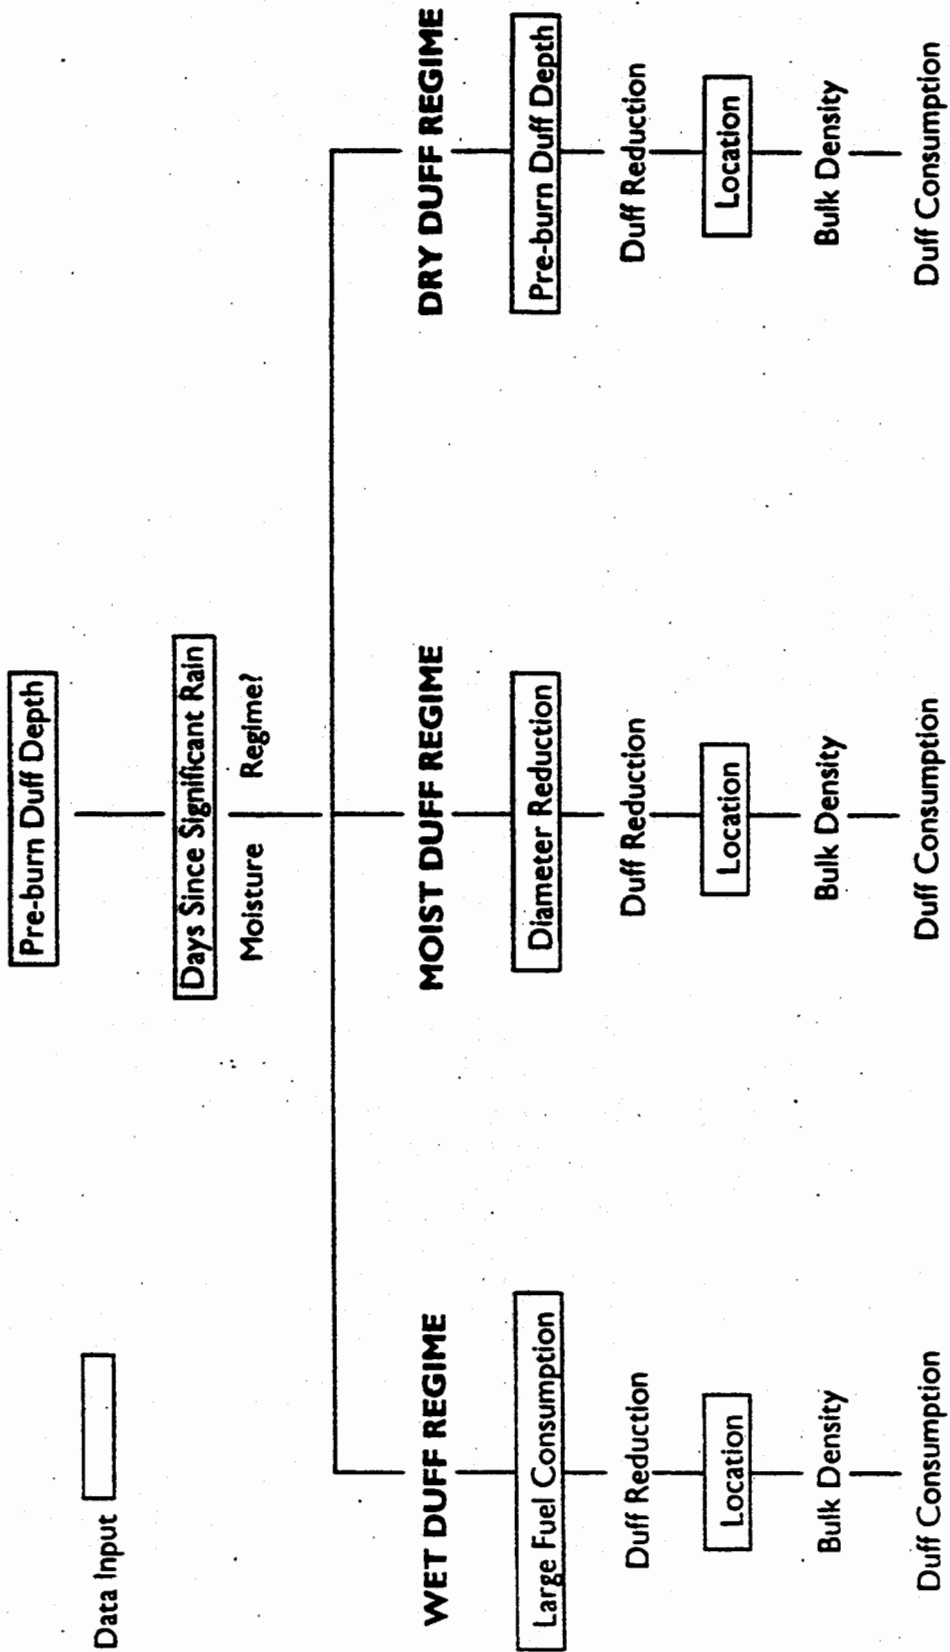 Data Input
Pre-burn Duff Depth
Days Since Significant Rain
Moisture Regime?
WET DUFF REGIME
Large Fuel Consumption
Duff Reduction
Location
Bulk Density
Duff Consumption
MOIST DUFF REGIME
Diameter Reduction
Duff Reduction
Location
Bulk Density
Duff Consumption
DRY DUFF REGIME
Pre-burn Duff Depth
Duff Reduction
Location
Bulk Density
Duff Consumption